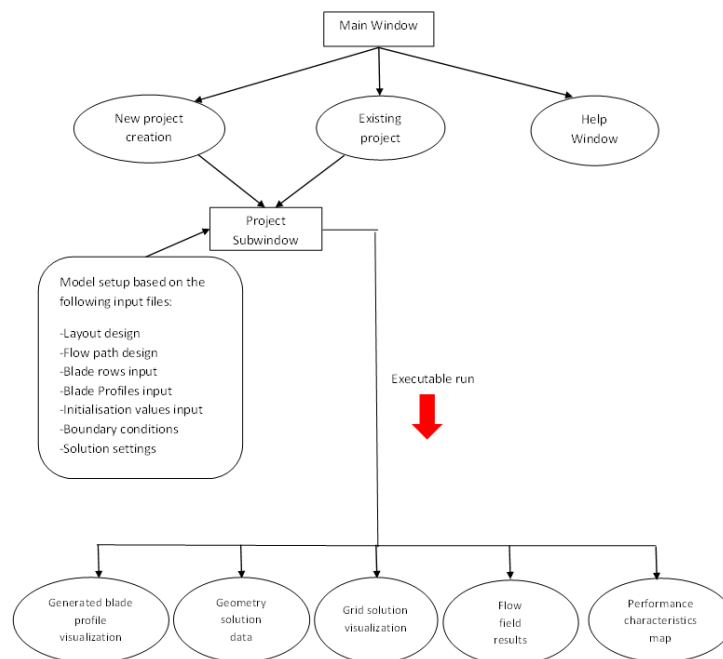 Main Window
New project
creation
Existing
project
Help
Window
Project
Subwindow
Model setup based on the
following input files:
-Layout design
-Flow path design
-Blade rows input
-Blade Profiles input
-Initialisation values input
-Boundary conditions
-Solution settings
Executable run
Generated blade
profile
visualization
Geometry
solution
data
Grid solution
visualization
Flow
field
results
Performance
characteristics
map